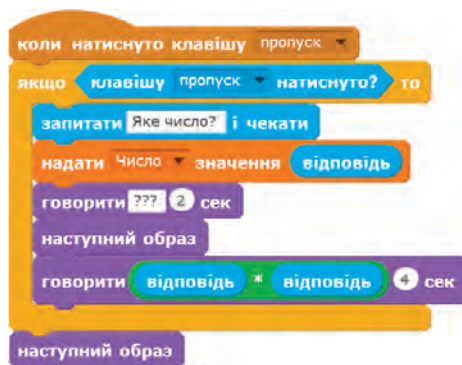 коли натиснуто клавішу пропуск
якщо клавішу пропуск натиснуто? то
запитати Яке число? і чекати
надати Число значення відповідь
говорити ??? 2 сек
наступний образ
говорити відповідь * відповідь 4 сек
наступний образ